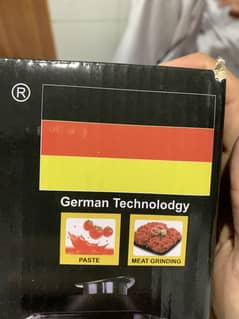 ®
German Technolodgy
PASTE
MEAT GRINDING